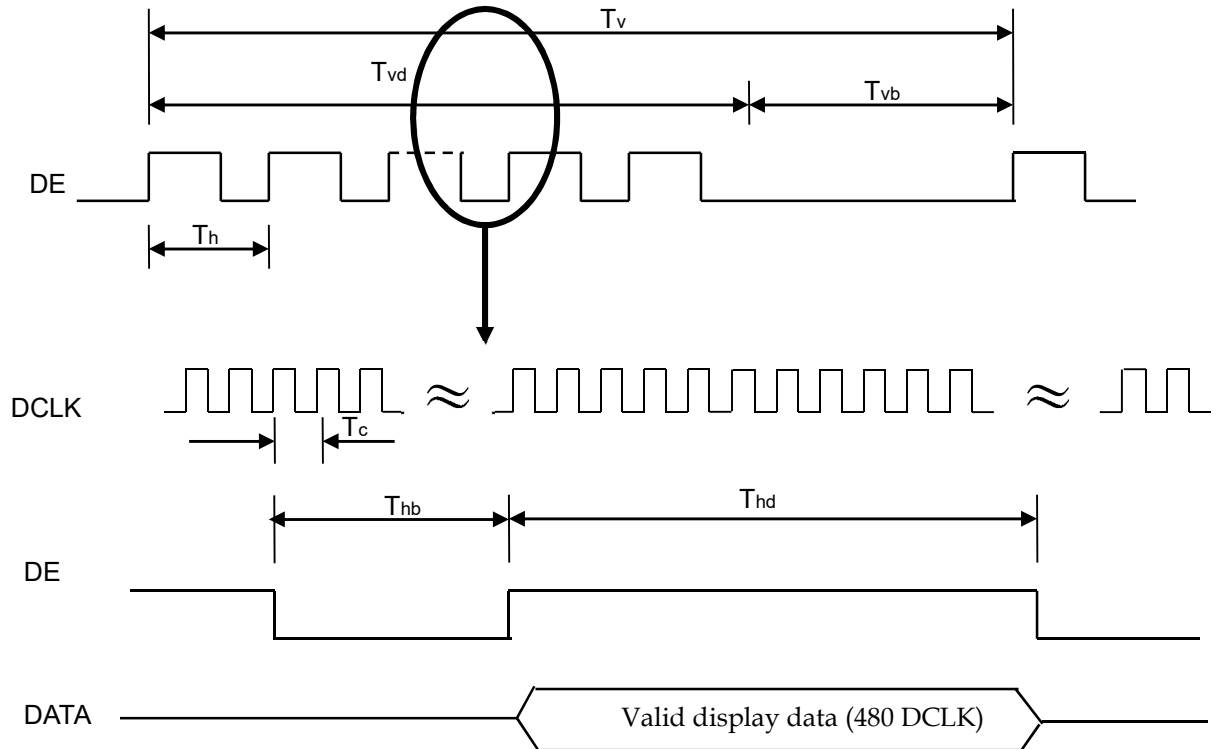 Tv
Tvd
Tvb
DE
Th
DCLK
Tc
Thb
Thd
DE
DATA
Valid display data (480 DCLK)